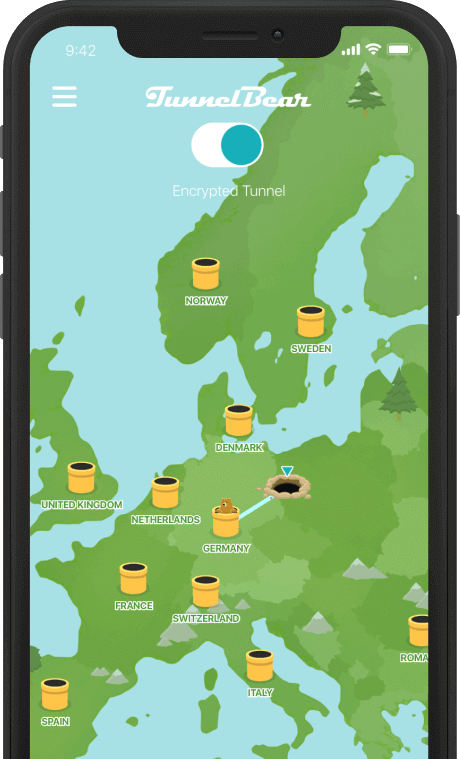 9:42
TunnelBear
Encrypted Tunnel
NORWAY
SWEDEN
DENMARK
UNITED KINGDOM
NETHERLANDS
GERMANY
FRANCE
SWITZERLAND
ROMA
ITALY
SPAIN